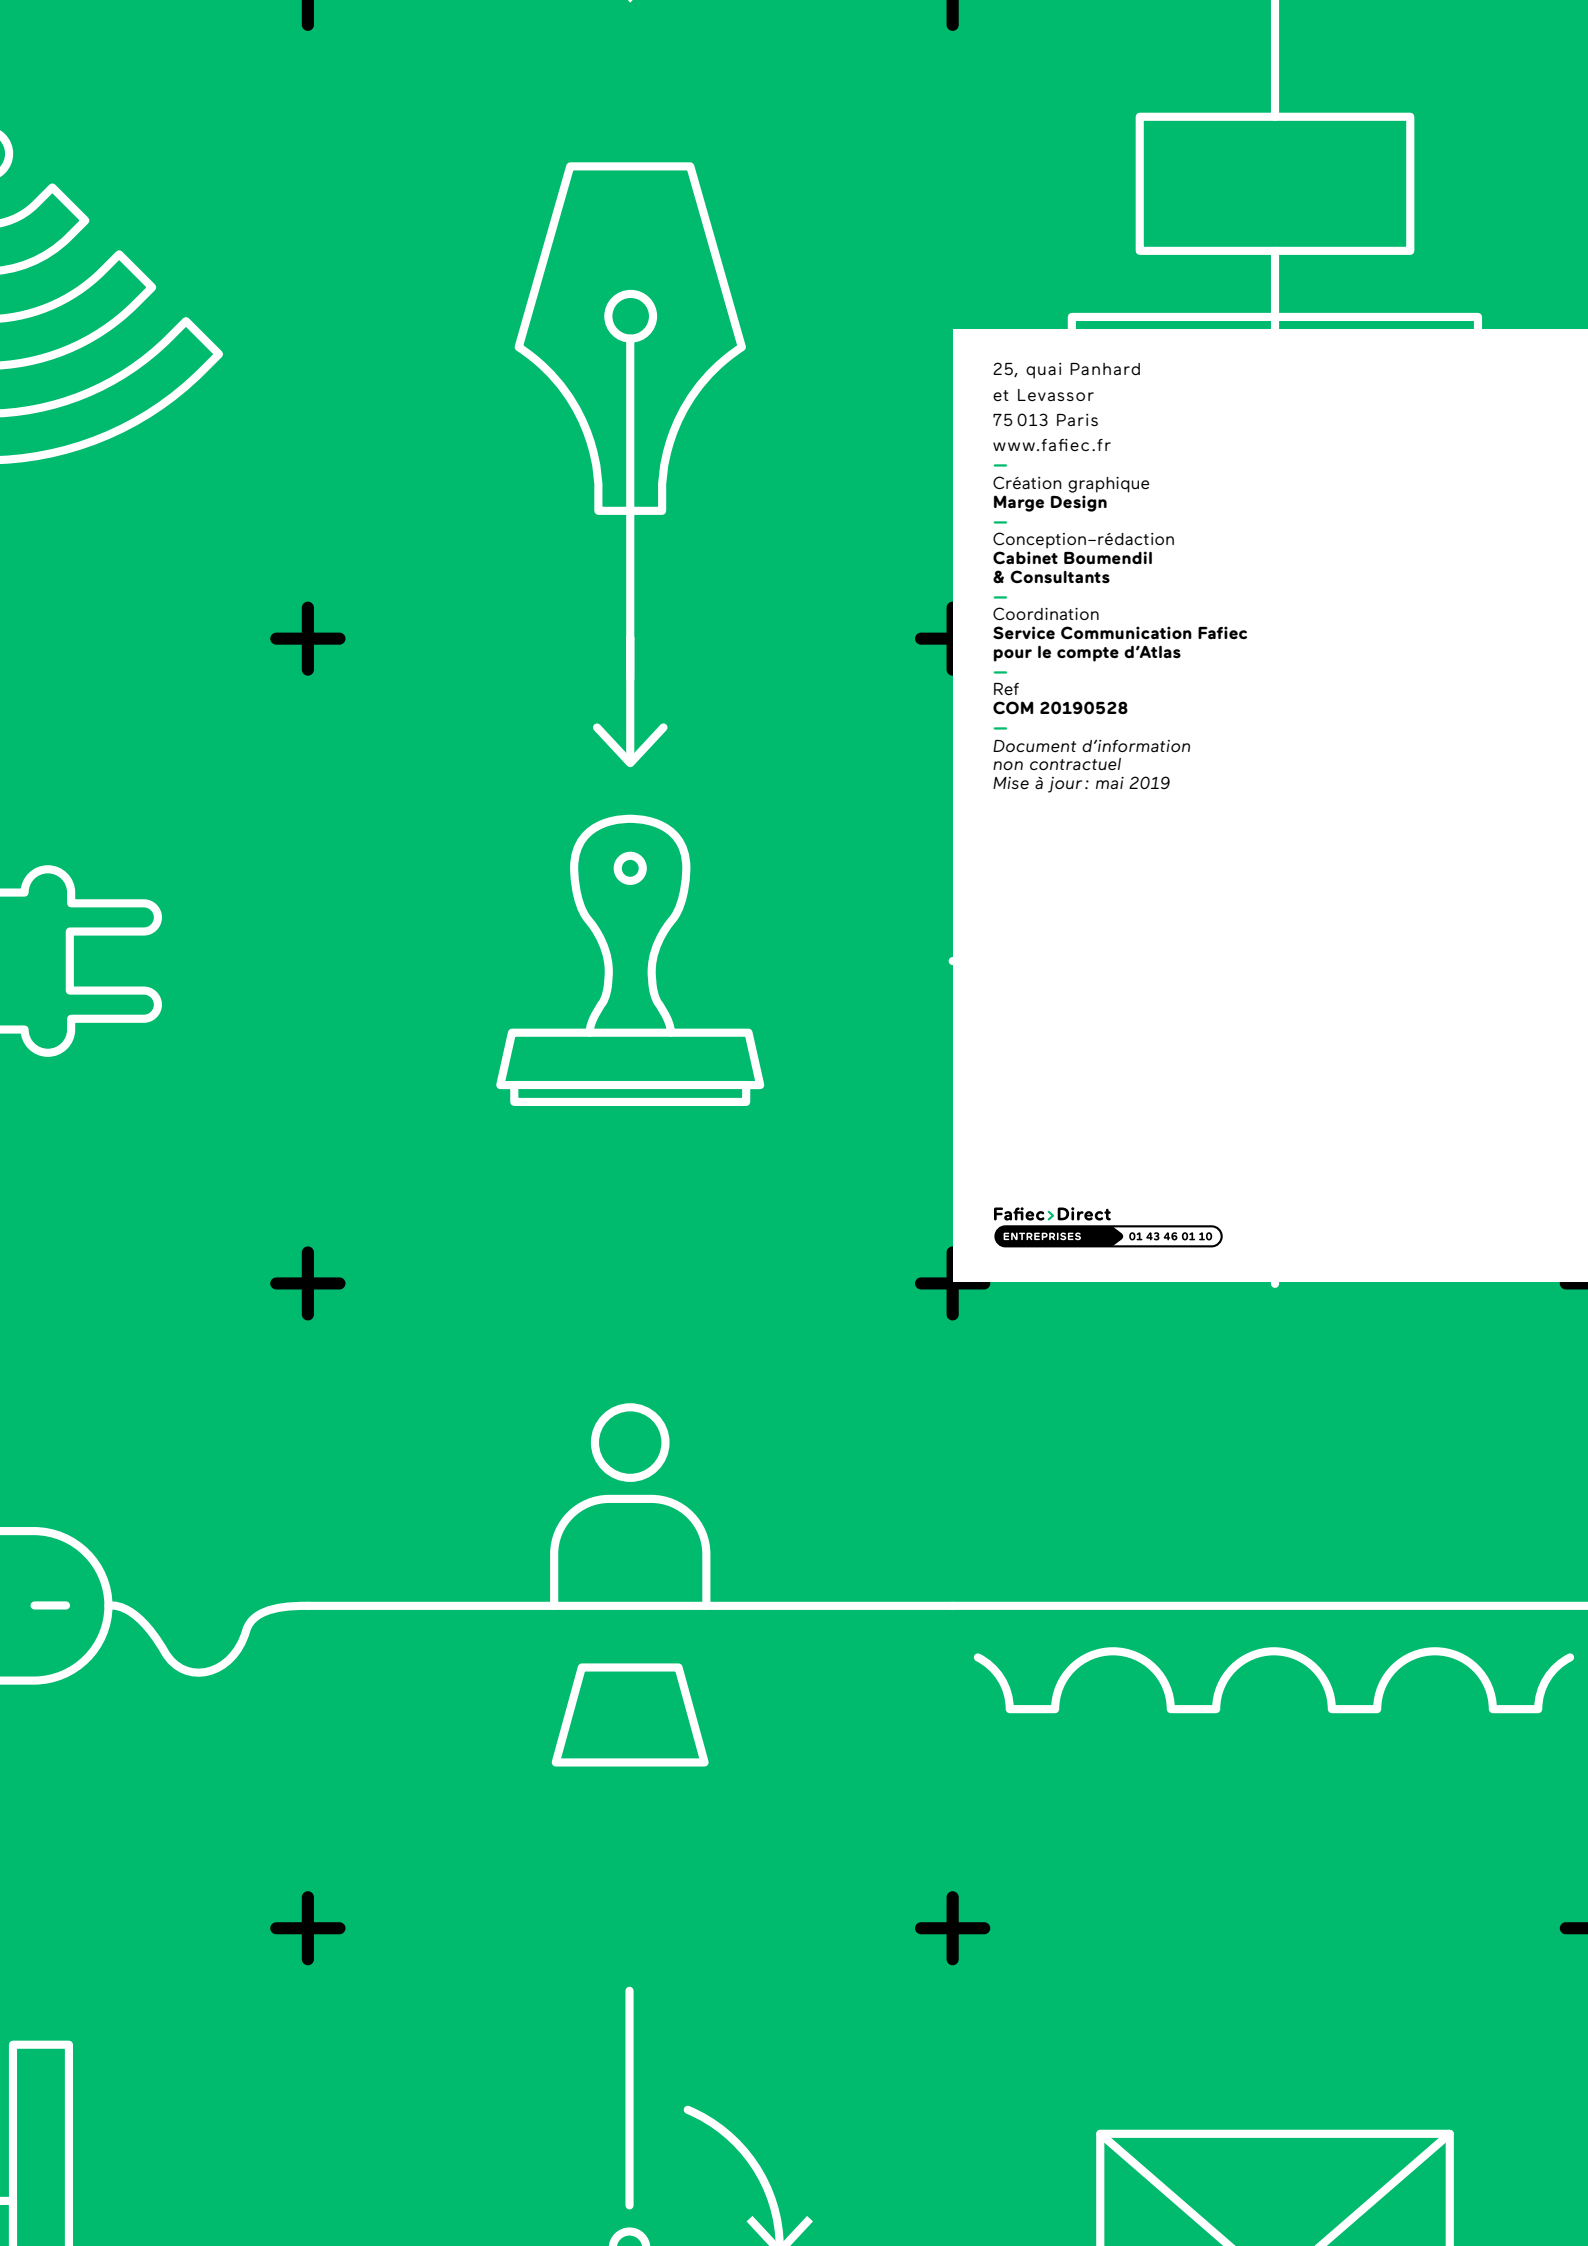 25, quai Panhard
et Levassor
75 013 Paris
www.fafiec.fr
—
Création graphique
Marge Design
—
Conception–rédaction
Cabinet Boumendil
& Consultants
—
Coordination
Service Communication Fafiec
pour le compte d’Atlas
—
Ref
COM 20190528
—
Document d’information
non contractuel
Mise à jour : mai 2019
Fafiec>Direct
ENTREPRISES 01 43 46 01 10